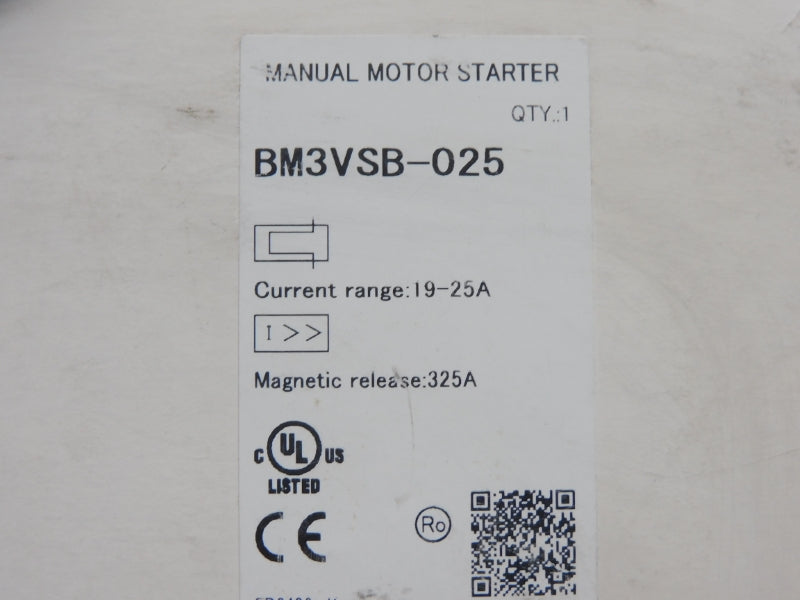 MANUAL MOTOR STARTER
QTY.:1
BM3VSB-025
Current range:19-25A
I >>
Magnetic release:325A
C UL US
LISTED
CE
Ro